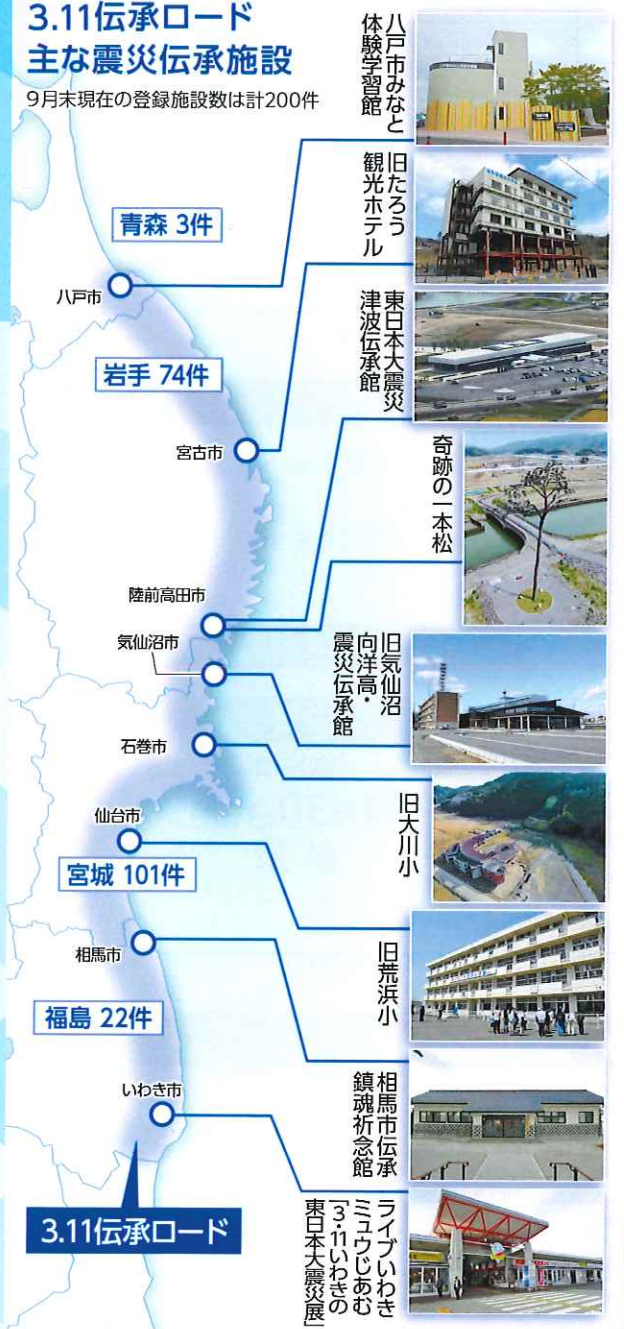 3.11伝承ロード
主な震災伝承施設
9月末現在の登録施設数は計200件
八戸市みなと
体験学習館
青森 3件
八戸市
旧たろう
観光ホテル
岩手 74件
宮古市
東日本大震災
津波伝承館
奇跡の一本松
陸前高田市
気仙沼市
旧気仙沼
向洋高・
震災伝承館
石巻市
旧大川小
仙台市
宮城 101件
旧荒浜小
相馬市
福島 22件
相馬市伝承
鎮魂祈念館
いわき市
ライブいわき
ミュウじあむ
「3・11いわきの
東日本大震災展」
3.11伝承ロード